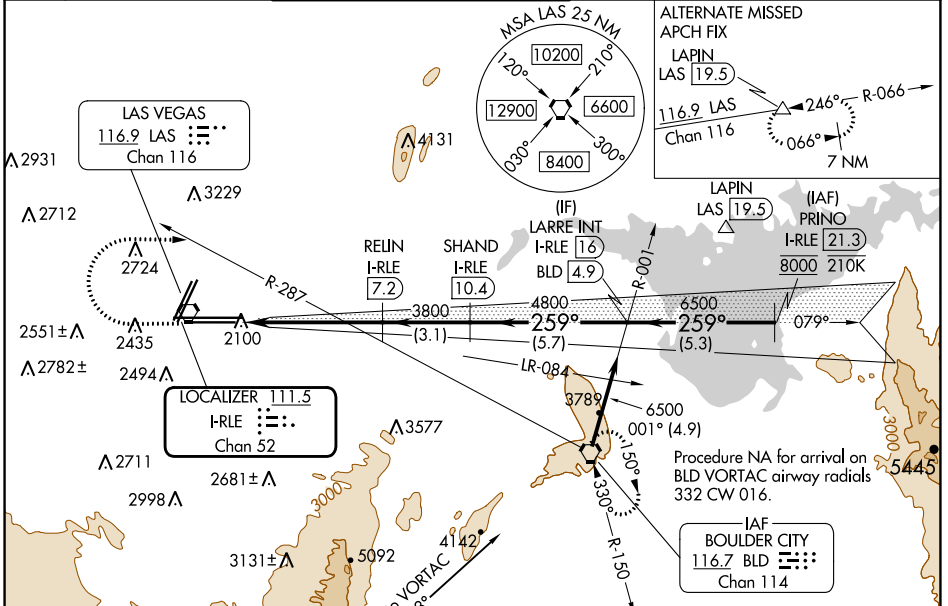 MSA LAS 25 NM
120°
10200
210°
12900
6600
030°
8400
300°
ALTERNATE MISSED
APCH FIX
LAPIN
LAS 19.5
116.9 LAS
Chan 116
246°
R-066
066°
7 NM
LAS VEGAS
116.9 LAS
Chan 116
2931
4131
3229
2712
2724
R-287
RELIN
I-RLE
7.2
SHAND
I-RLE
10.4
(IF)
LARRE INT
I-RLE 16
BLD 4.9
R-001
LAPIN
LAS 19.5
(IAF)
PRINO
I-RLE 21.3
8000 210K
3800
4800
6500
259°
259°
079°
(3.1)
(5.7)
(5.3)
2551±
2435
2100
2782±
2494
LR-084
LOCALIZER 111.5
I-RLE
Chan 52
3789
6500
001° (4.9)
3577
3000
2711
2681±
2998
3000
150°
330°
R-150
Procedure NA for arrival on
BLD VORTAC airway radials
332 CW 016.
5445
IAF
BOULDER CITY
116.7 BLD
Chan 114
3131±
5092
4142
VORTAC